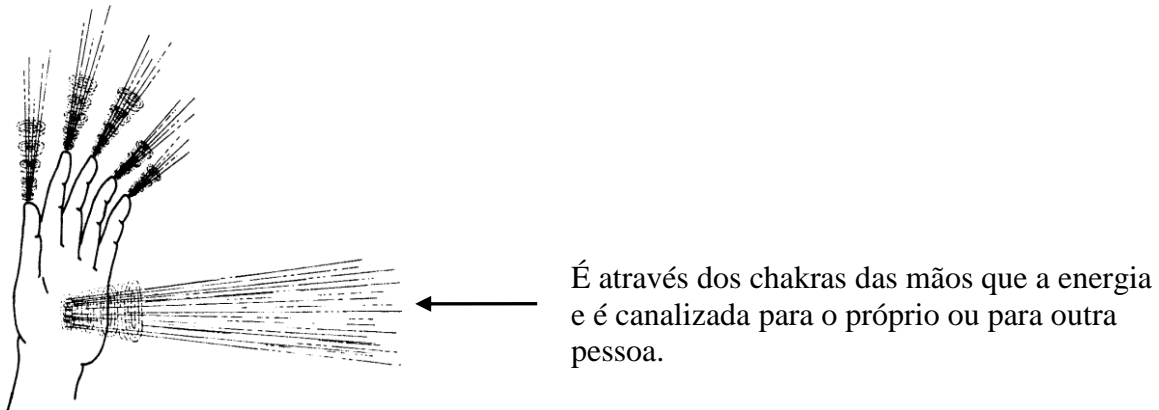 É através dos chakras das mãos que a energia
e é canalizada para o próprio ou para outra
pessoa.